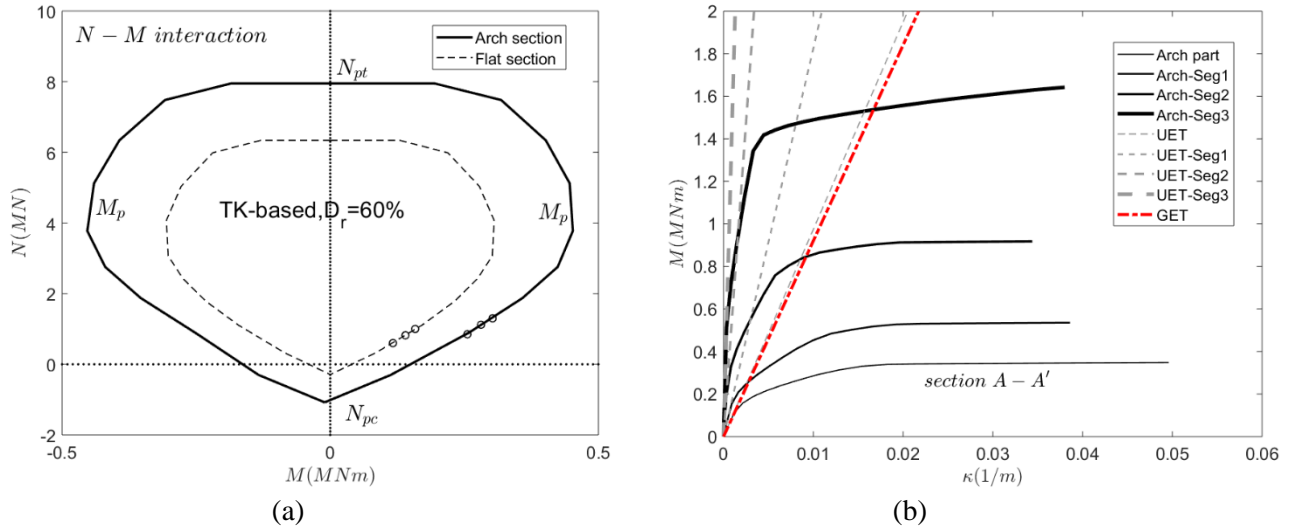 N − M interaction
Arch section
Flat section
N_pt
M_p
M_p
TK-based,D_r=60%
N_pc
10
8
6
4
2
0
-2
N(MN)
-0.5
0
0.5
M(MNm)
(a)
2
1.8
1.6
1.4
1.2
1
0.8
0.6
0.4
0.2
0
M(MNm)
Arch part
Arch-Seg1
Arch-Seg2
Arch-Seg3
UET
UET-Seg1
UET-Seg2
UET-Seg3
GET
section A − A′
0
0.01
0.02
0.03
0.04
0.05
0.06
κ(1/m)
(b)